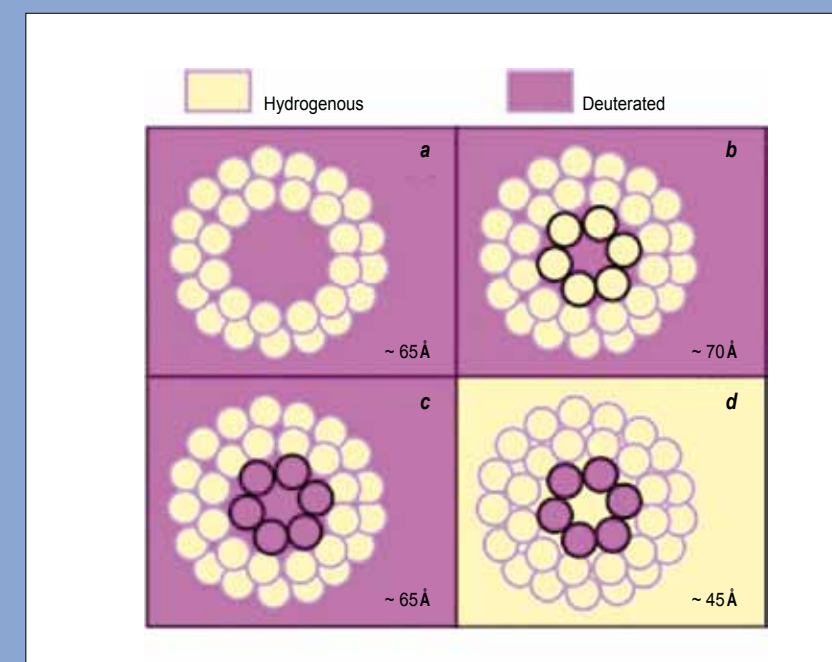 Hydrogenous Deuterated
a b
~ 65Å ~ 70Å
c d
~ 65Å ~ 45Å